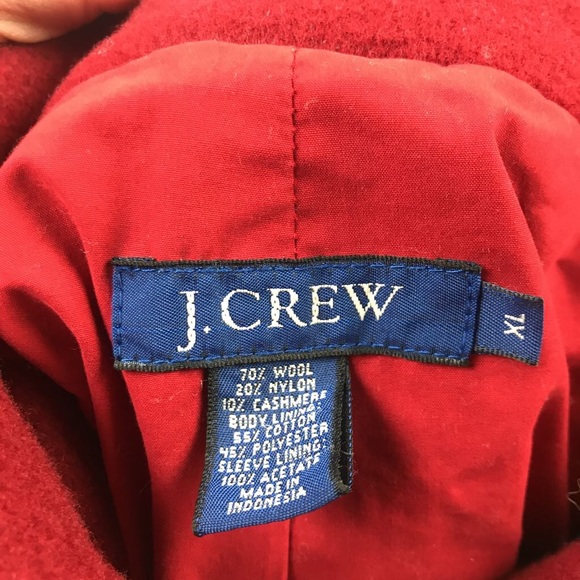 J.CREW
XL
70% WOOL
20% NYLON
10% CASHMERE
BODY LINING:
55% COTTON
45% POLYESTER
SLEEVE LINING:
100% ACETATE
MADE IN
INDONESIA